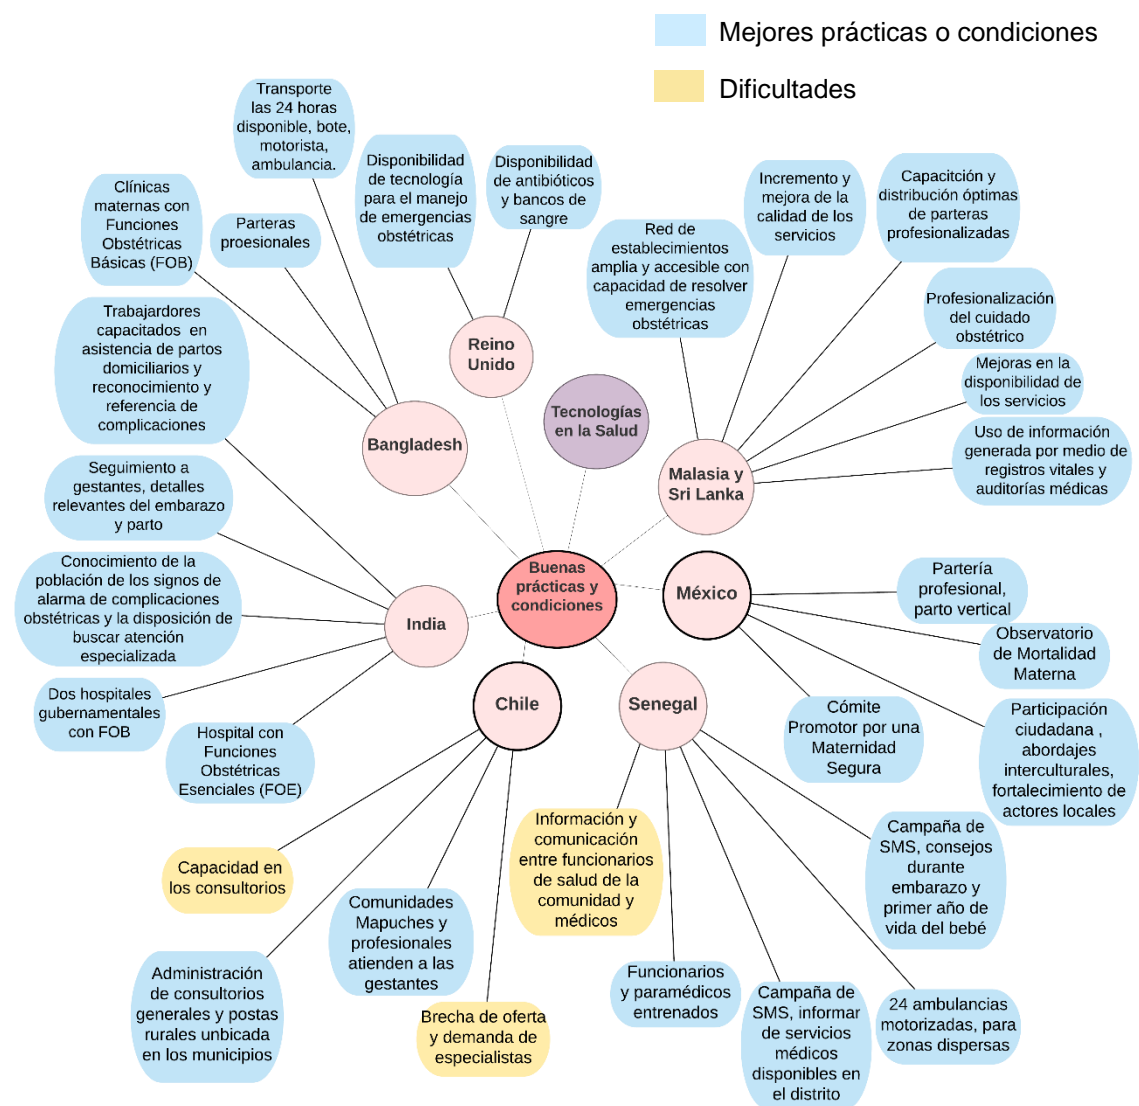 Mejores prácticas o condiciones
Dificultades
Transporte
las 24 horas
disponible, bote,
motorista,
ambulancia.
Disponibilidad
de tecnología
para el manejo
de emergencias
obstétricas
Disponibilidad
de antibióticos
y bancos de
sangre
Clínicas
maternas con
Funciones
Obstétricas
Básicas (FOB)
Parteras
proesionales
Incremento y
mejora de la
calidad de los
servicios
Capacitción y
distribución óptimas
de parteras
profesionalizadas
Red de
establecimientos
amplia y accesible con
capacidad de resolver
emergencias
obstétricas
Trabajardores
capacitados en
asistencia de partos
domiciliarios y
reconocimiento y
referencia de
complicaciones
Profesionalización
del cuidado
obstétrico
Reino
Unido
Mejoras en la
disponibilidad de
los servicios
Tecnologías
en la Salud
Bangladesh
Uso de información
generada por medio de
registros vitales y
auditorías médicas
Malasia y
Sri Lanka
Seguimiento a
gestantes, detalles
relevantes del embarazo
y parto
Buenas
prácticas y
condiciones
México
Partería
profesional,
parto vertical
Conocimiento de la
población de los signos de
alarma de complicaciones
obstétricas y la disposición de
buscar atención
especializada
India
Observatorio
de Mortalidad
Materna
Dos hospitales
gubernamentales
con FOB
Chile
Senegal
Cómite
Promotor por una
Maternidad
Segura
Participación
ciudadana ,
abordajes
interculturales,
fortalecimiento de
actores locales
Hospital con
Funciones
Obstétricas
Esenciales (FOE)
Información y
comunicación
entre funcionarios
de salud de la
comunidad y
médicos
Campaña de
SMS, consejos
durante
embarazo y
primer año de
vida del bebé
Capacidad en
los consultorios
Comunidades
Mapuches y
profesionales
atienden a las
gestantes
Administración
de consultorios
generales y postas
rurales unbicada
en los municipios
Funcionarios
y paramédicos
entrenados
Brecha de oferta
y demanda de
especialistas
Campaña de
SMS, informar
de servicios
médicos
disponibles en
el distrito
24 ambulancias
motorizadas, para
zonas dispersas